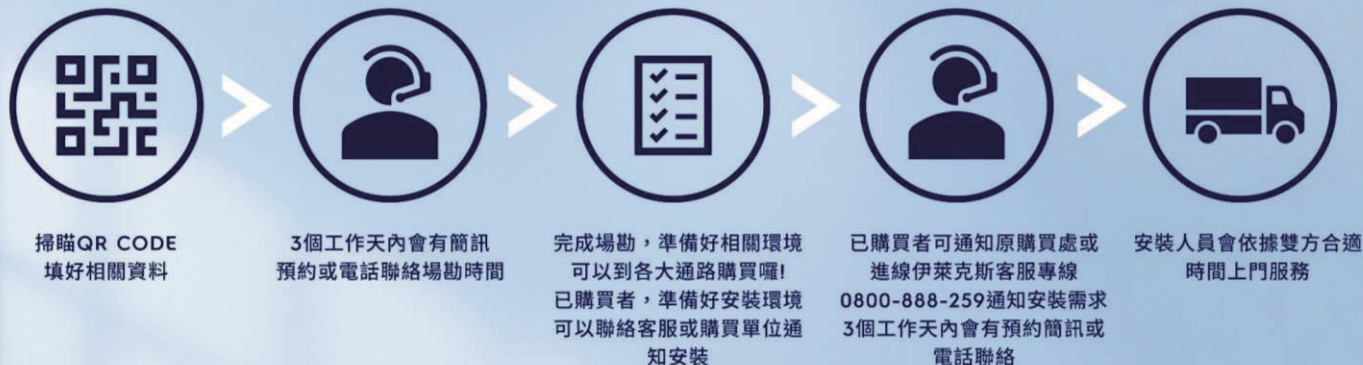 掃瞄QR CODE
填好相關資料
3個工作天內會有簡訊
預約或電話聯絡場勘時間
完成場勘，準備好相關環境
可以到各大通路購買囉!
已購買者，準備好安裝環境
可以聯絡客服或購買單位通
知安裝
已購買者可通知原購買處或
進線伊萊克斯客服專線
0800-888-259通知安裝需求
3個工作天內會有預約簡訊或
電話聯絡
安裝人員會依據雙方合適
時間上門服務